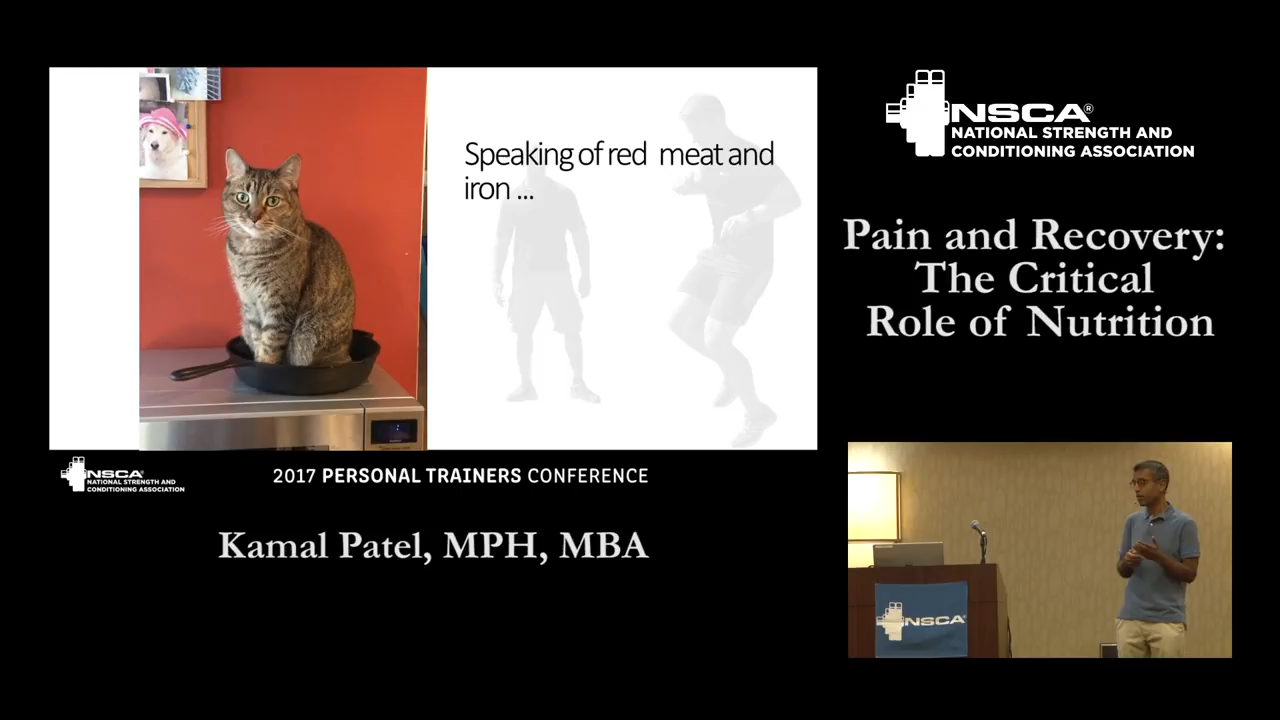 Speaking of red meat and
iron ...
NSCA®
NATIONAL STRENGTH AND
CONDITIONING ASSOCIATION
Pain and Recovery:
The Critical
Role of Nutrition
NSCA®
NATIONAL STRENGTH AND
CONDITIONING ASSOCIATION
2017 PERSONAL TRAINERS CONFERENCE
Kamal Patel, MPH, MBA
NSCA